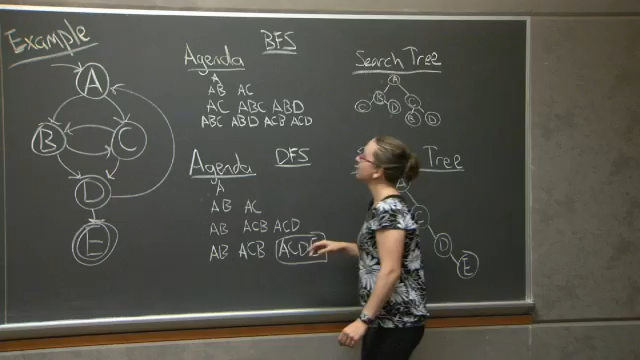 Example
A
B C
D
E
BFS
Agenda
A
AB AC
AC ABC ABD
ABC ABD ACB ACD
Search Tree
A
B C
C D B D
DFS
Agenda
A
AB AC
AB ACB ACD
AB ACB
Tree
C
D
E